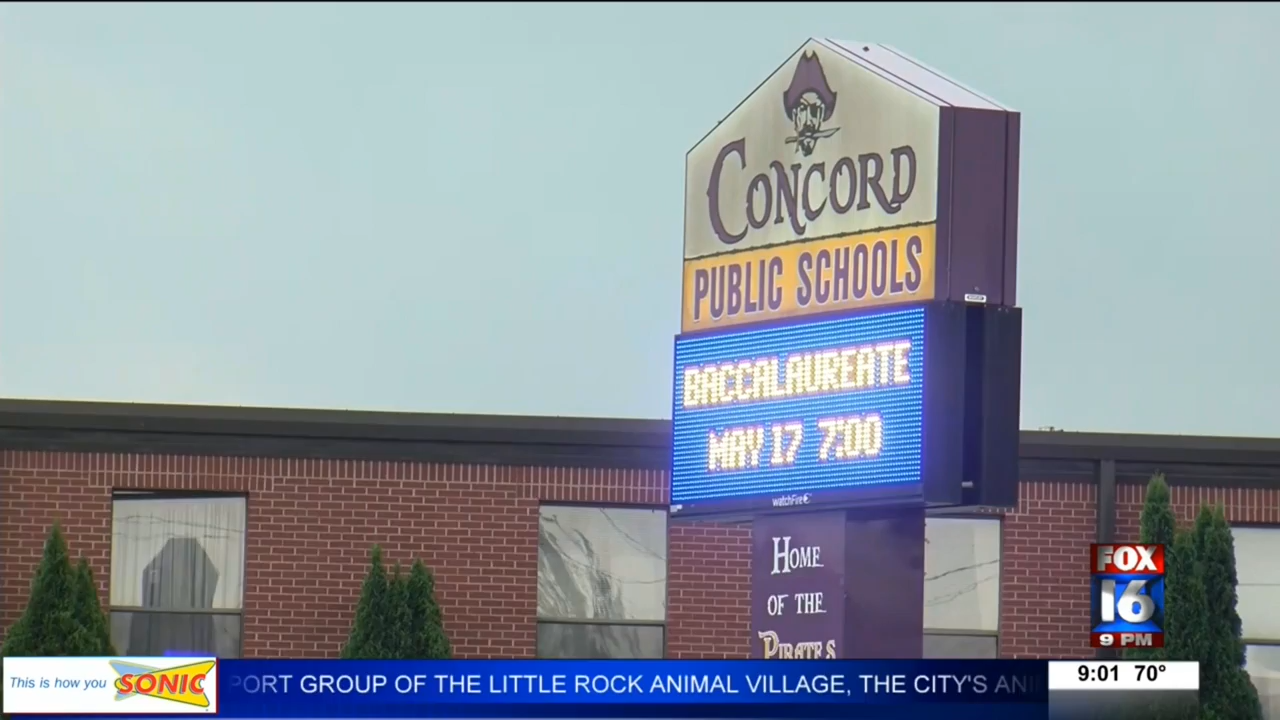 CONCORD
PUBLIC SCHOOLS
BACCALAUREATE
MAY 17 7:00
watchFire
HOME
OF THE
PIRATES
FOX
16
9 PM
This is how you SONIC
PORT GROUP OF THE LITTLE ROCK ANIMAL VILLAGE, THE CITY'S
9:01 70°